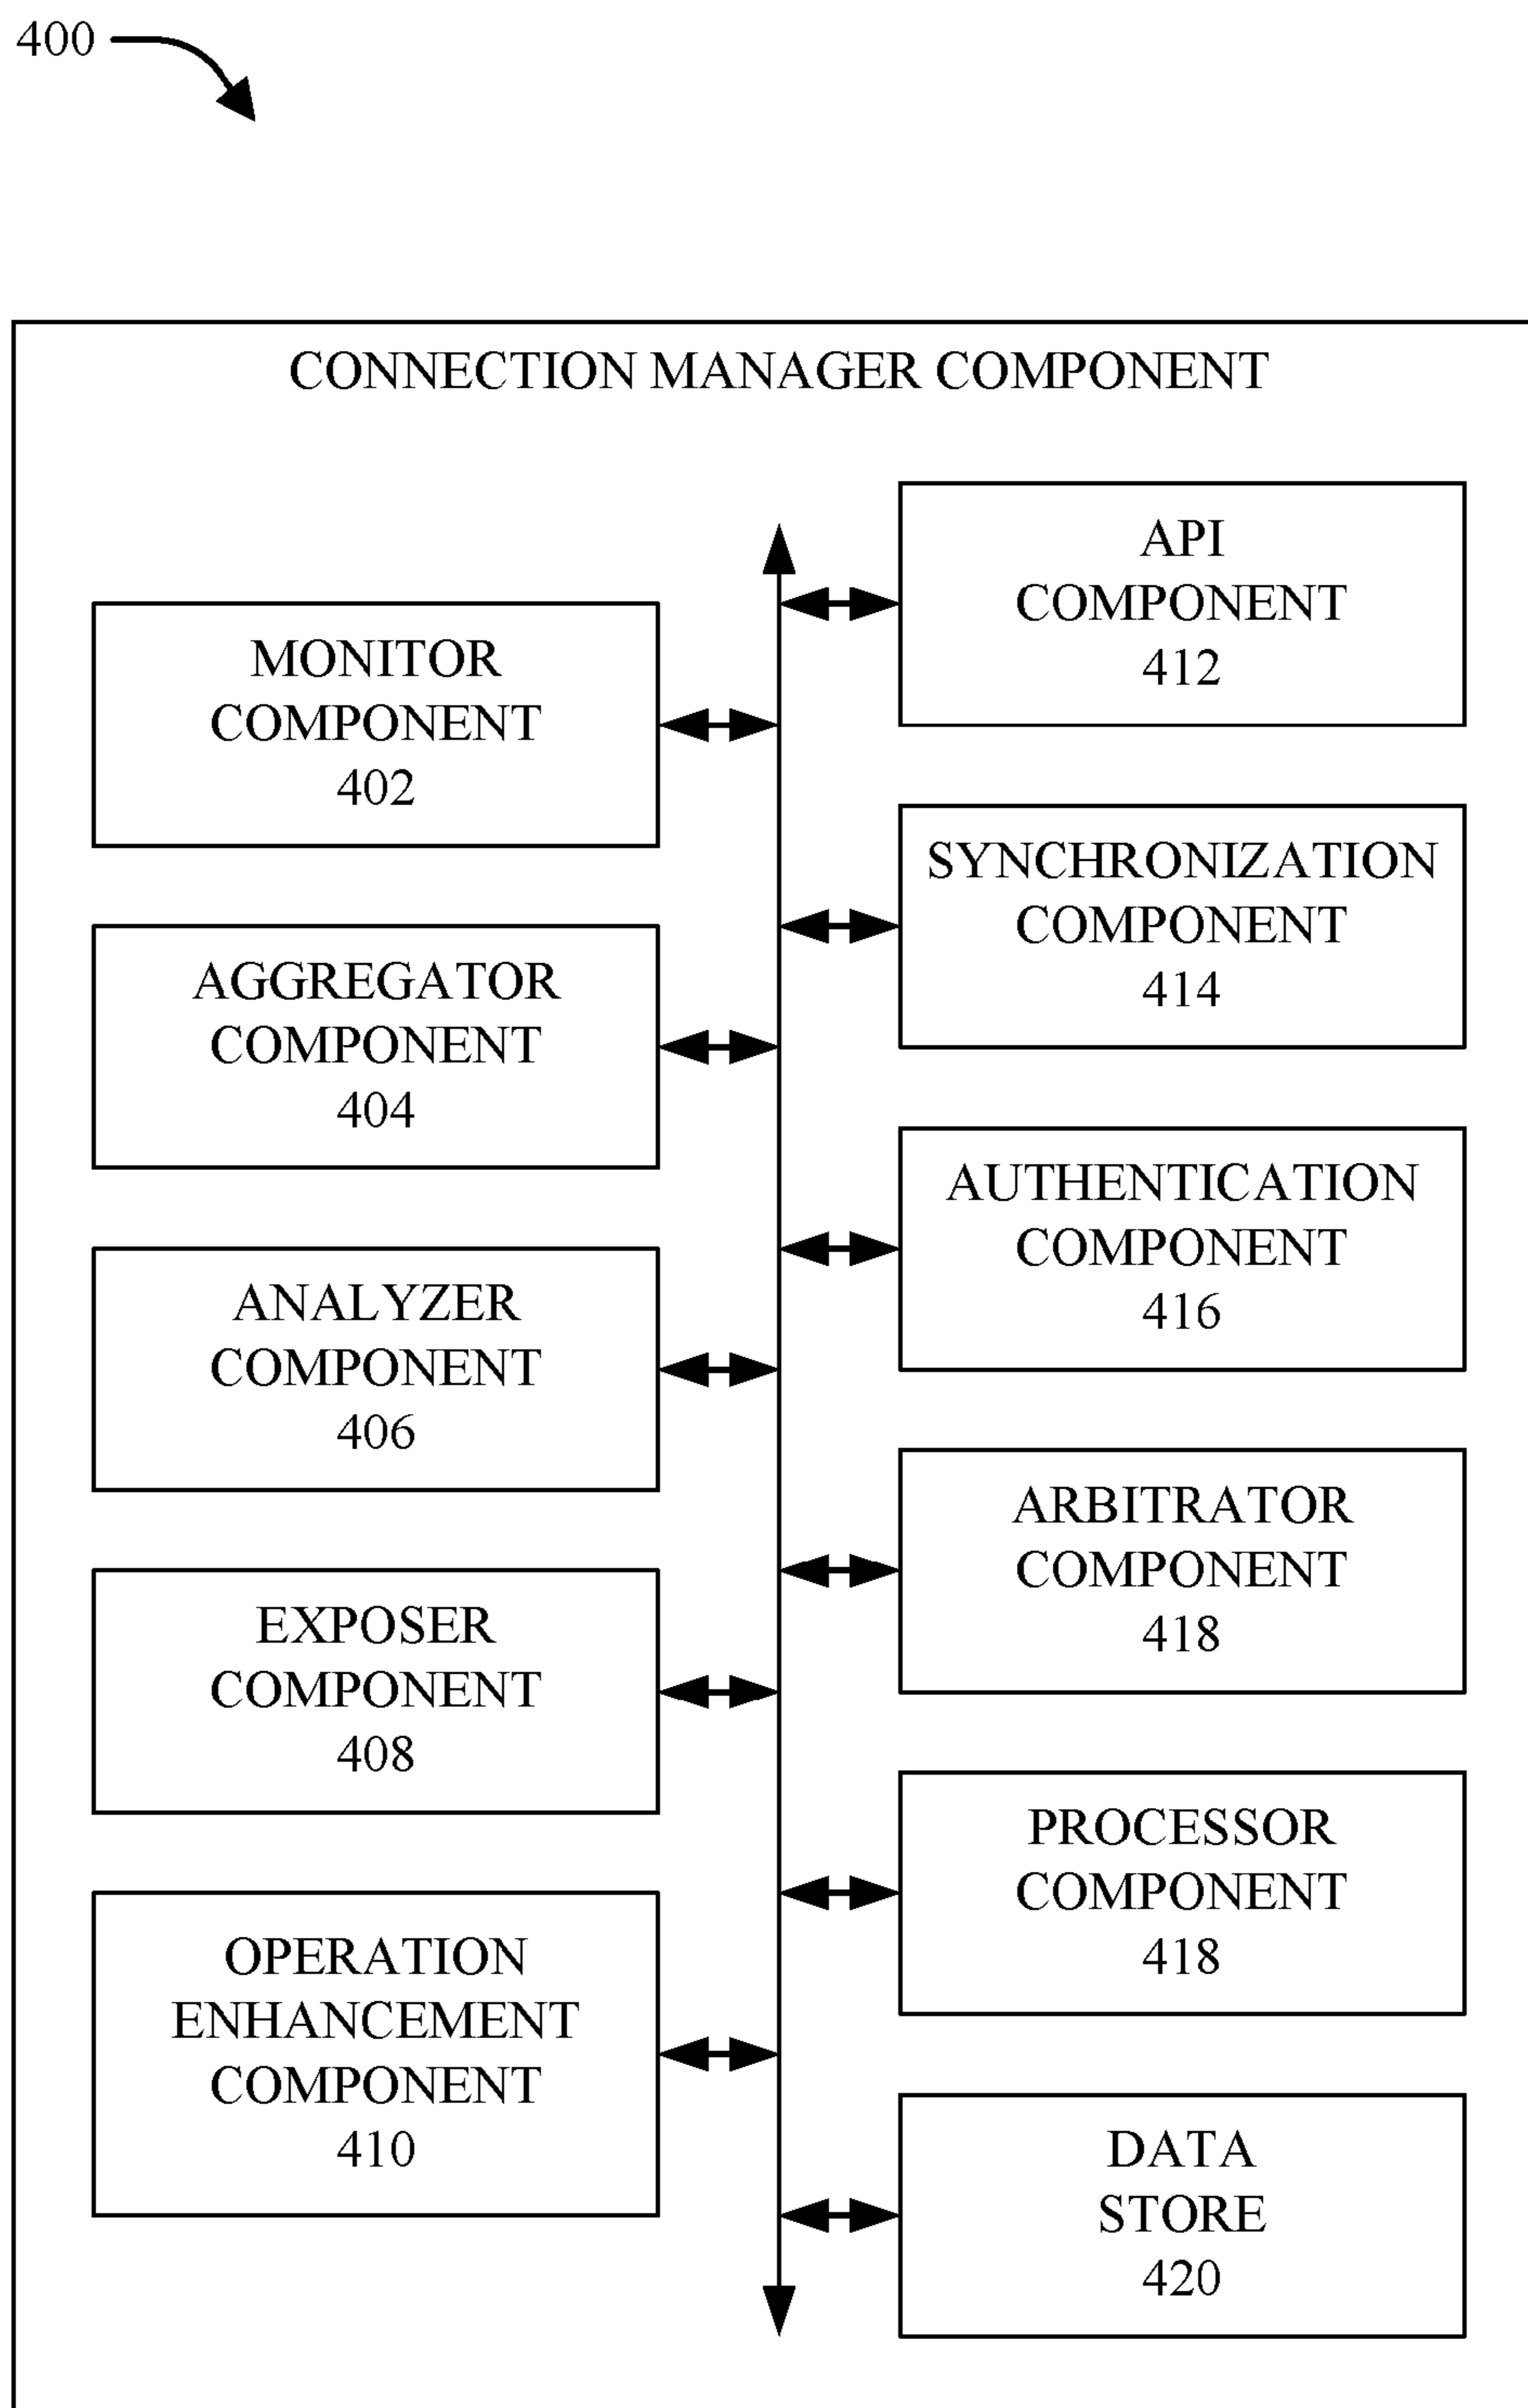 400
CONNECTION MANAGER COMPONENT
MONITOR
COMPONENT
402
AGGREGATOR
COMPONENT
404
ANALYZER
COMPONENT
406
EXPOSER
COMPONENT
408
OPERATION
ENHANCEMENT
COMPONENT
410
API
COMPONENT
412
SYNCHRONIZATION
COMPONENT
414
AUTHENTICATION
COMPONENT
416
ARBITRATOR
COMPONENT
418
PROCESSOR
COMPONENT
418
DATA
STORE
420